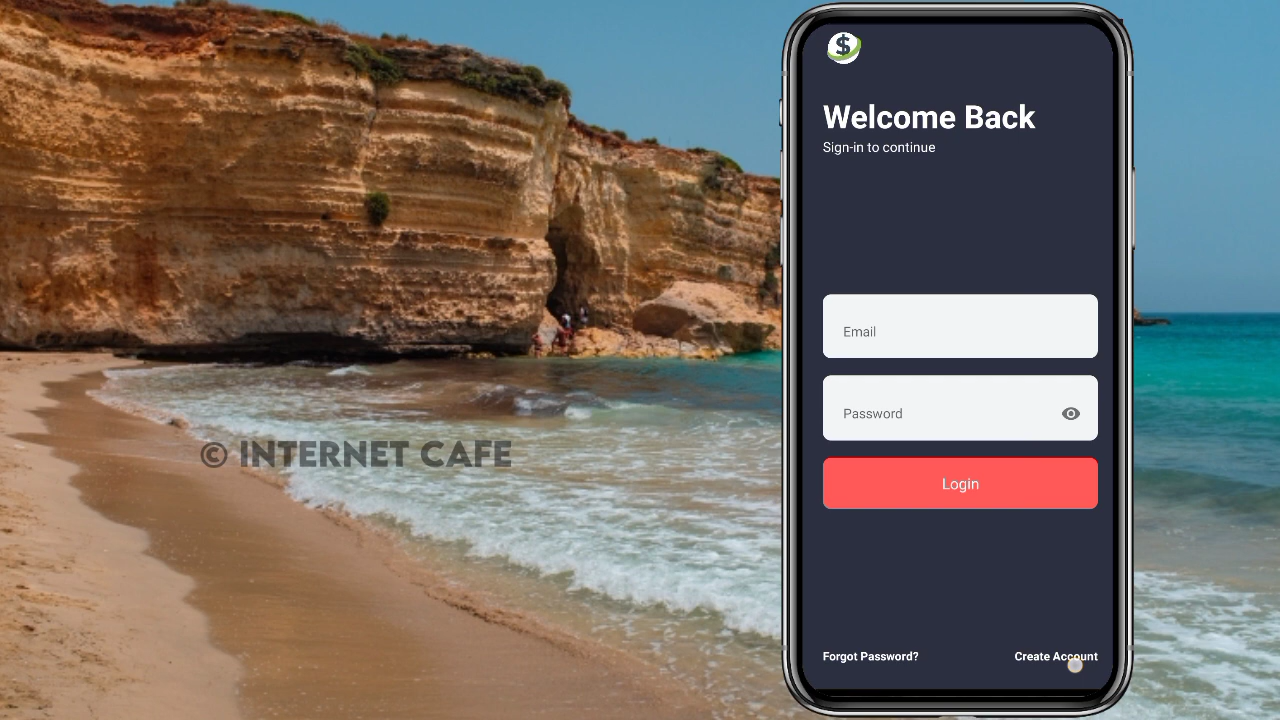 $
Welcome Back
Sign-in to continue
Email
Password
Login
Forgot Password?
Create Account
© INTERNET CAFE